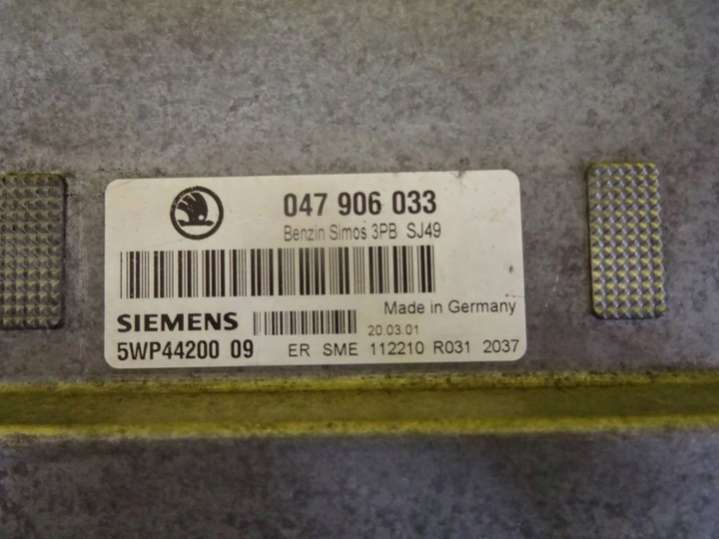 047 906 033
Benzin Simos 3PB SJ49
Made in Germany
SIEMENS
20.03.01
5WP44200 09 ER SME 112210 R031 2037